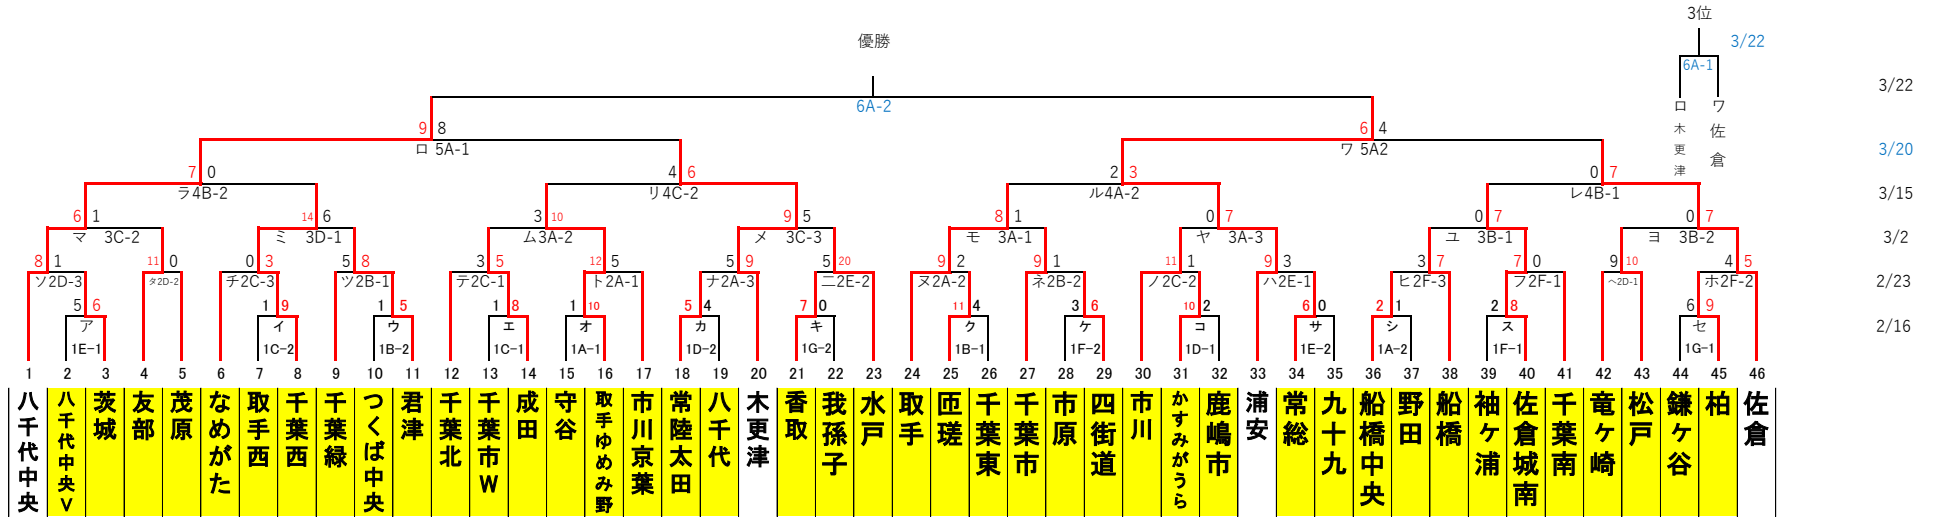 3位
優勝 3/22
6A-1
3/22
6A-2
ロ ワ
木更津 佐倉
9 8 6 4
ロ 5A-1 ワ 5A2 3/20
7 0 4 6 2 3 0 7
ラ4B-2 リ4C-2 ル4A-2 レ4B-1 3/15
6 1 14 6 3 10 9 5 8 1 0 7 0 7 0 7
マ 3C-2 ミ 3D-1 ム3A-2 メ 3C-3 モ 3A-1 ヤ 3A-3 ユ 3B-1 ヨ 3B-2 3/2
8 1 11 0 0 3 5 8 3 5 12 5 5 9 5 20 9 2 9 1 11 1 9 3 3 7 7 0 9 10 4 5
ソ2D-3 タ2D-2 チ2C-3 ツ2B-1 テ2C-1 ト2A-1 ナ2A-3 ニ2E-2 ヌ2A-2 ネ2B-2 ノ2C-2 ハ2E-1 ヒ2F-3 フ2F-1 ヘ2D-1 ホ2F-2 2/23
5 6 1 9 1 5 1 8 1 10 5 4 7 0 11 4 3 6 10 2 6 0 2 1 2 8 6 9
ア イ ウ エ オ カ キ ク ケ コ サ シ ス セ 2/16
1E-1 1C-2 1B-2 1C-1 1A-1 1D-2 1G-2 1B-1 1F-2 1D-1 1E-2 1A-2 1F-1 1G-1
1 2 3 4 5 6 7 8 9 10 11 12 13 14 15 16 17 18 19 20 21 22 23 24 25 26 27 28 29 30 31 32 33 34 35 36 37 38 39 40 41 42 43 44 45 46
八千代中央
八千代中央V
茨城
友部
茂原
なめがた
取手西
千葉西
千葉緑
つくば中央
君津
千葉北
千葉市W
成田
守谷
取手ゆめみ野
市川京葉
常陸太田
八千代
木更津
香取
我孫子
水戸
取手
匝瑳
千葉東
千葉市
市原
四街道
市川
かすみがうら
鹿嶋市
浦安
常総
九十九
船橋中央
野田
船橋
袖ヶ浦
佐倉城南
千葉南
竜ヶ崎
松戸
鎌ヶ谷
柏
佐倉